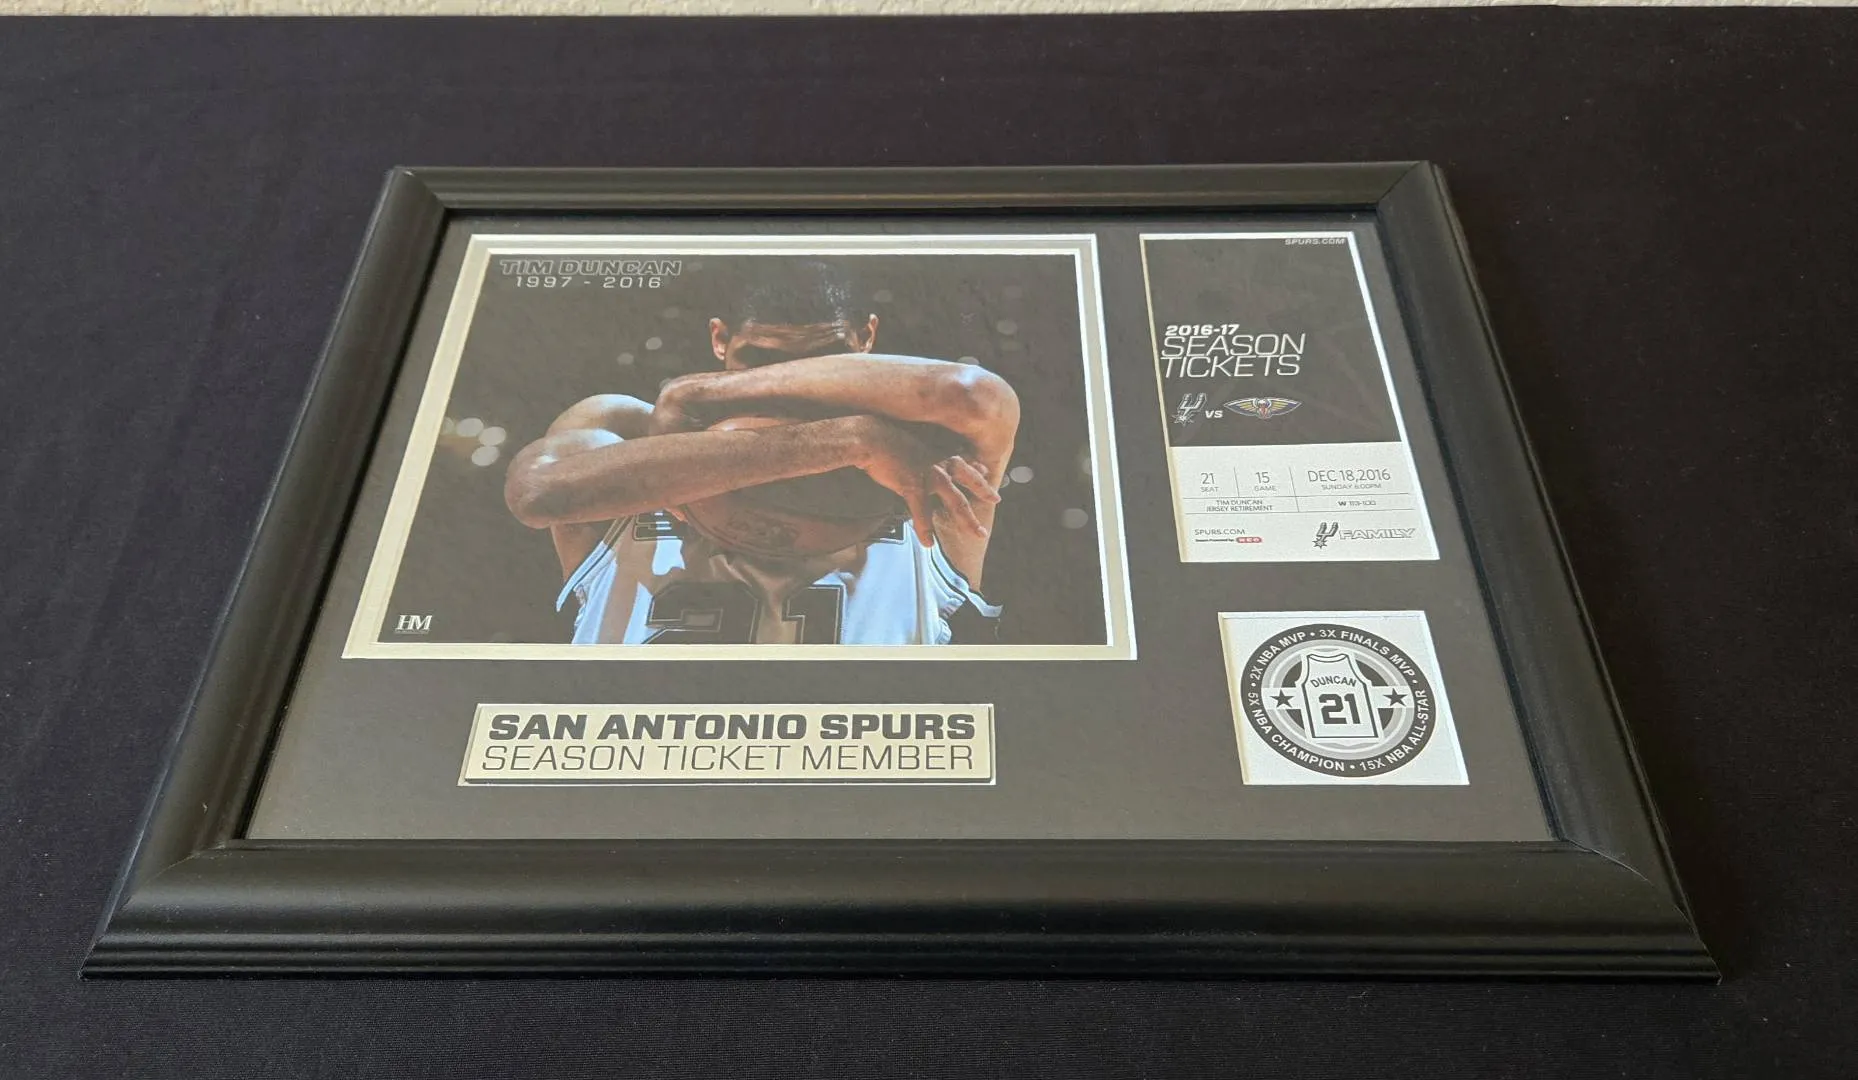 TIM DUNCAN
1997 - 2016
HM
SPURS.COM
2016-17
SEASON
TICKETS
VS
21
SEAT
15
GAME
DEC 18,2016
SUNDAY 6:00PM
TIM DUNCAN
JERSEY RETIREMENT
W 113-100
SPURS.COM
FAMILY
SAN ANTONIO SPURS
SEASON TICKET MEMBER
2X NBA MVP • 3X FINALS MVP • 15X NBA ALL-STAR • 5X NBA CHAMPION •
DUNCAN
21
21